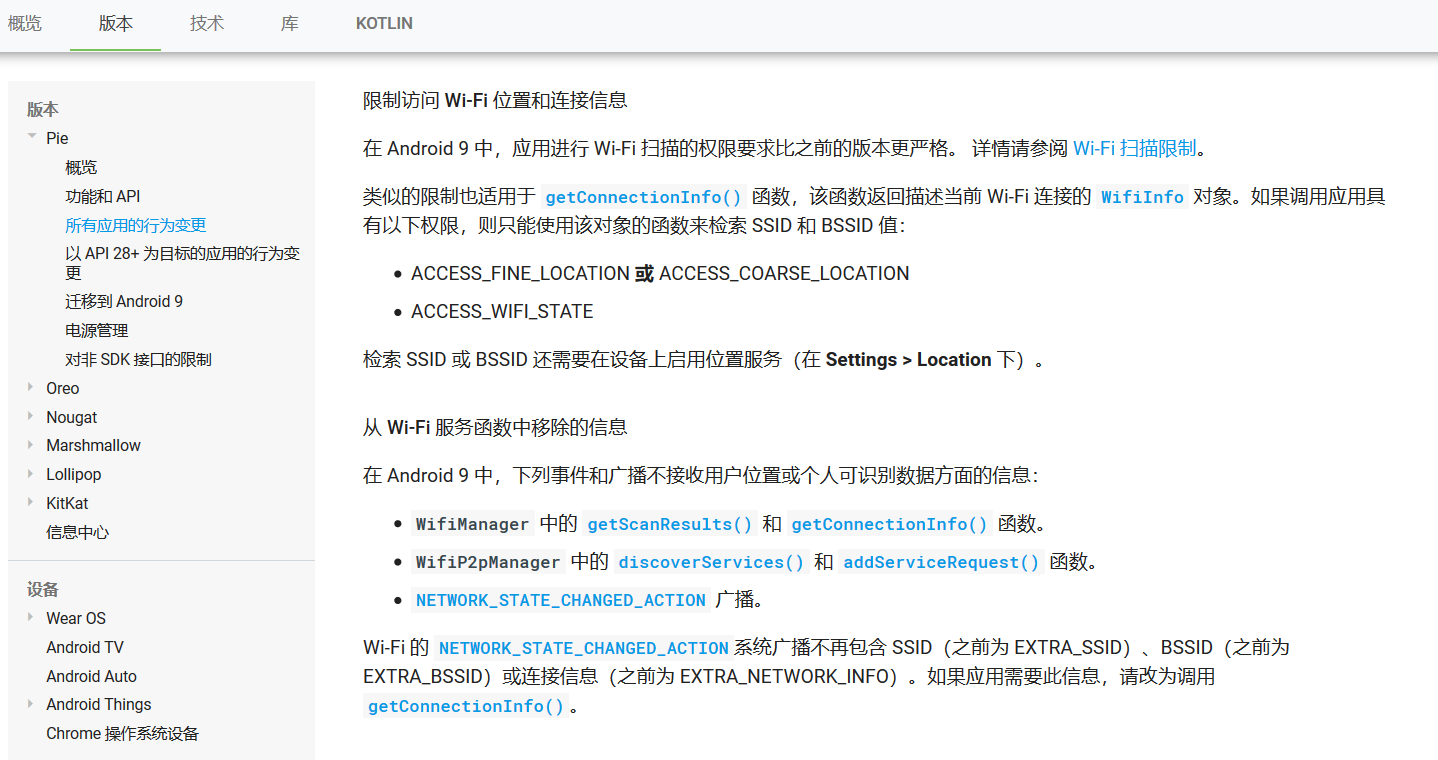 概览 版本 技术 库 KOTLIN
版本
Pie
概览
功能和 API
所有应用的行为变更
以 API 28+ 为目标的应用的行为变
更
迁移到 Android 9
电源管理
对非 SDK 接口的限制
Oreo
Nougat
Marshmallow
Lollipop
KitKat
信息中心
设备
Wear OS
Android TV
Android Auto
Android Things
Chrome 操作系统设备
限制访问 Wi-Fi 位置和连接信息
在 Android 9 中，应用进行 Wi-Fi 扫描的权限要求比之前的版本更严格。 详情请参阅 Wi-Fi 扫描限制。
类似的限制也适用于 getConnectionInfo() 函数，该函数返回描述当前 Wi-Fi 连接的 WifiInfo 对象。如果调用应用具
有以下权限，则只能使用该对象的函数来检索 SSID 和 BSSID 值：
• ACCESS_FINE_LOCATION 或 ACCESS_COARSE_LOCATION
• ACCESS_WIFI_STATE
检索 SSID 或 BSSID 还需要在设备上启用位置服务（在 Settings > Location 下）。
从 Wi-Fi 服务函数中移除的信息
在 Android 9 中，下列事件和广播不接收用户位置或个人可识别数据方面的信息：
• WifiManager 中的 getScanResults() 和 getConnectionInfo() 函数。
• WifiP2pManager 中的 discoverServices() 和 addServiceRequest() 函数。
• NETWORK_STATE_CHANGED_ACTION 广播。
Wi-Fi 的 NETWORK_STATE_CHANGED_ACTION 系统广播不再包含 SSID（之前为 EXTRA_SSID）、BSSID（之前为
EXTRA_BSSID）或连接信息（之前为 EXTRA_NETWORK_INFO）。如果应用需要此信息，请改为调用
getConnectionInfo()。